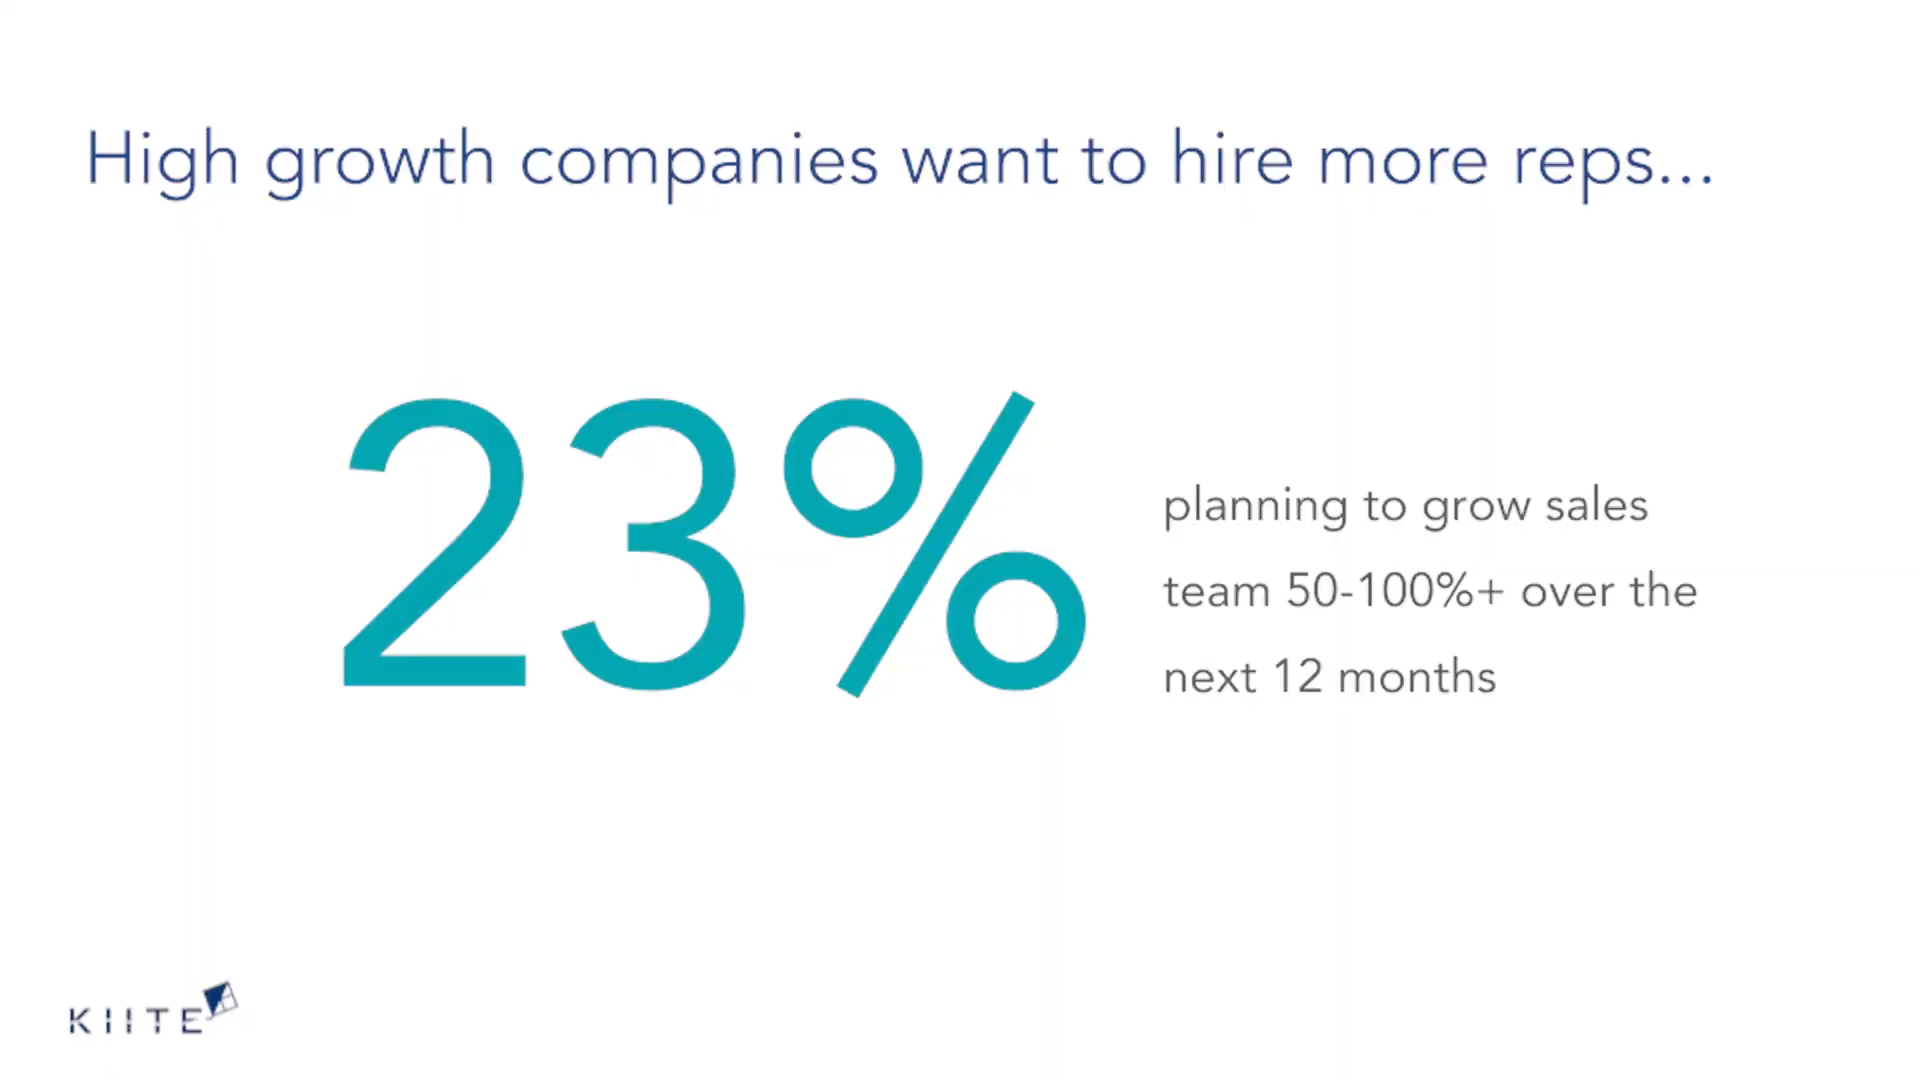 High growth companies want to hire more reps...
23%
planning to grow sales
team 50-100%+ over the
next 12 months
KIITE